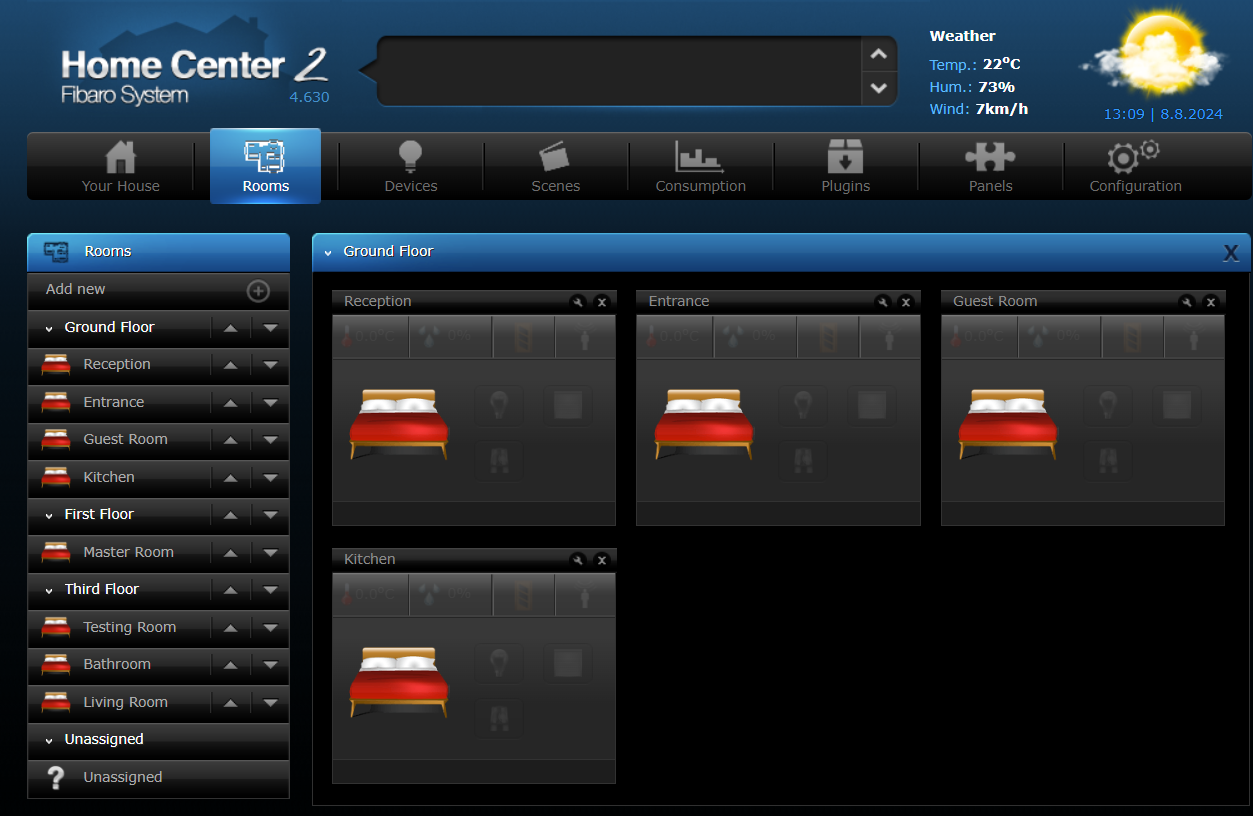 Home Center 2
Fibaro System
4.630
Weather
Temp.: 22°C
Hum.: 73%
Wind: 7km/h
13:09 | 8.8.2024
Your House
Rooms
Devices
Scenes
Consumption
Plugins
Panels
Configuration
Rooms
Add new
Ground Floor
Reception
Entrance
Guest Room
Kitchen
First Floor
Master Room
Third Floor
Testing Room
Bathroom
Living Room
Unassigned
? Unassigned
Ground Floor X
Reception
0.0°C 0%
Entrance
0.0°C 0%
Guest Room
0.0°C 0%
Kitchen
0.0°C 0%